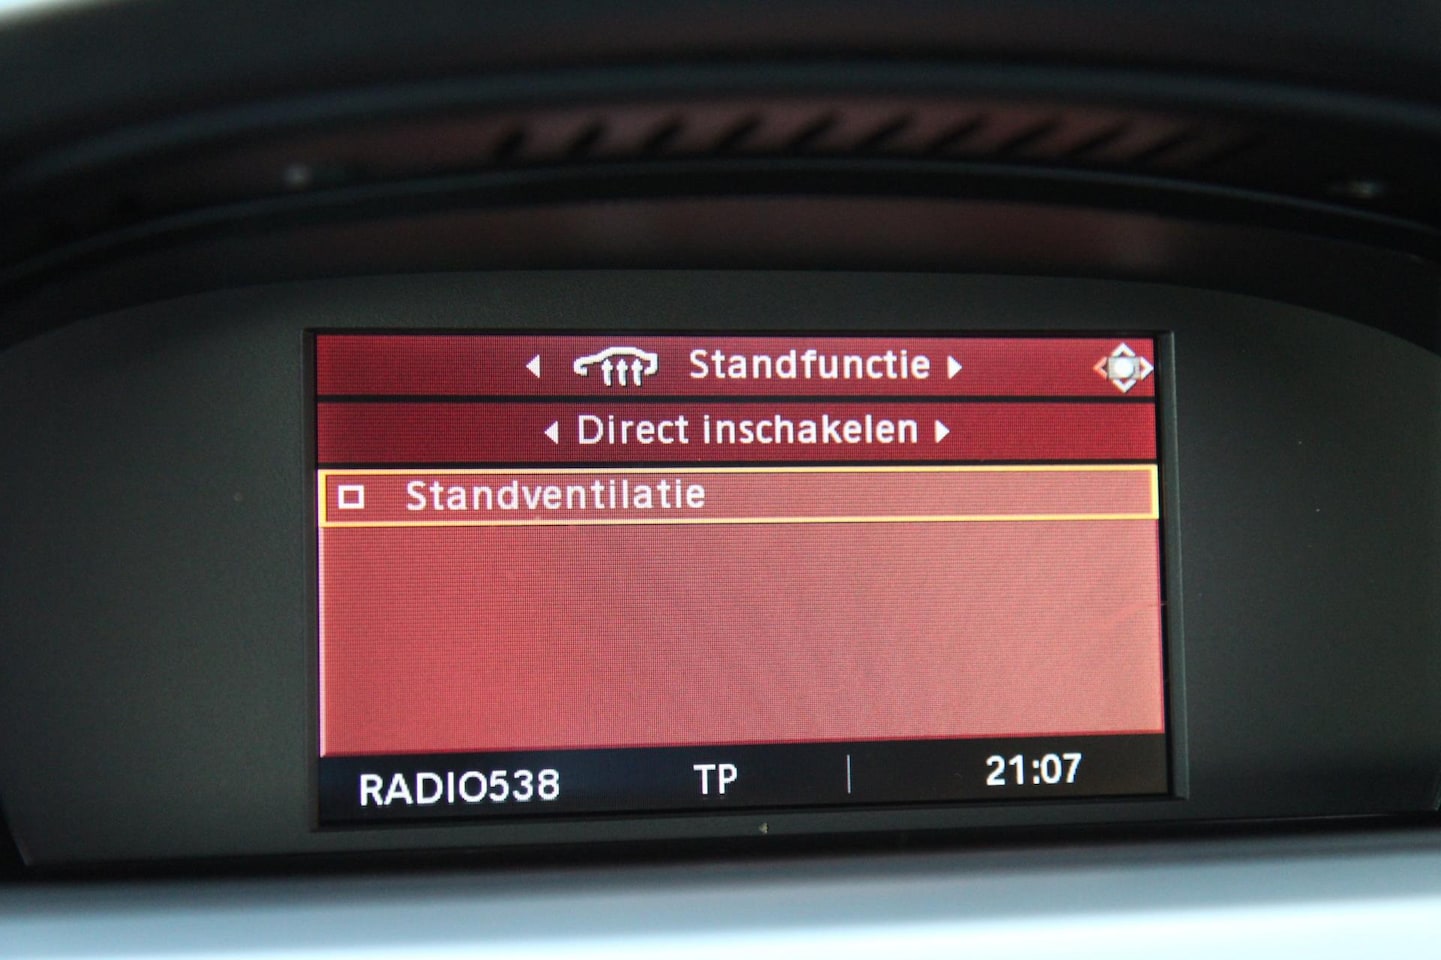 Standfunctie
Direct inschakelen
Standventilatie
RADIO538 TP 21:07